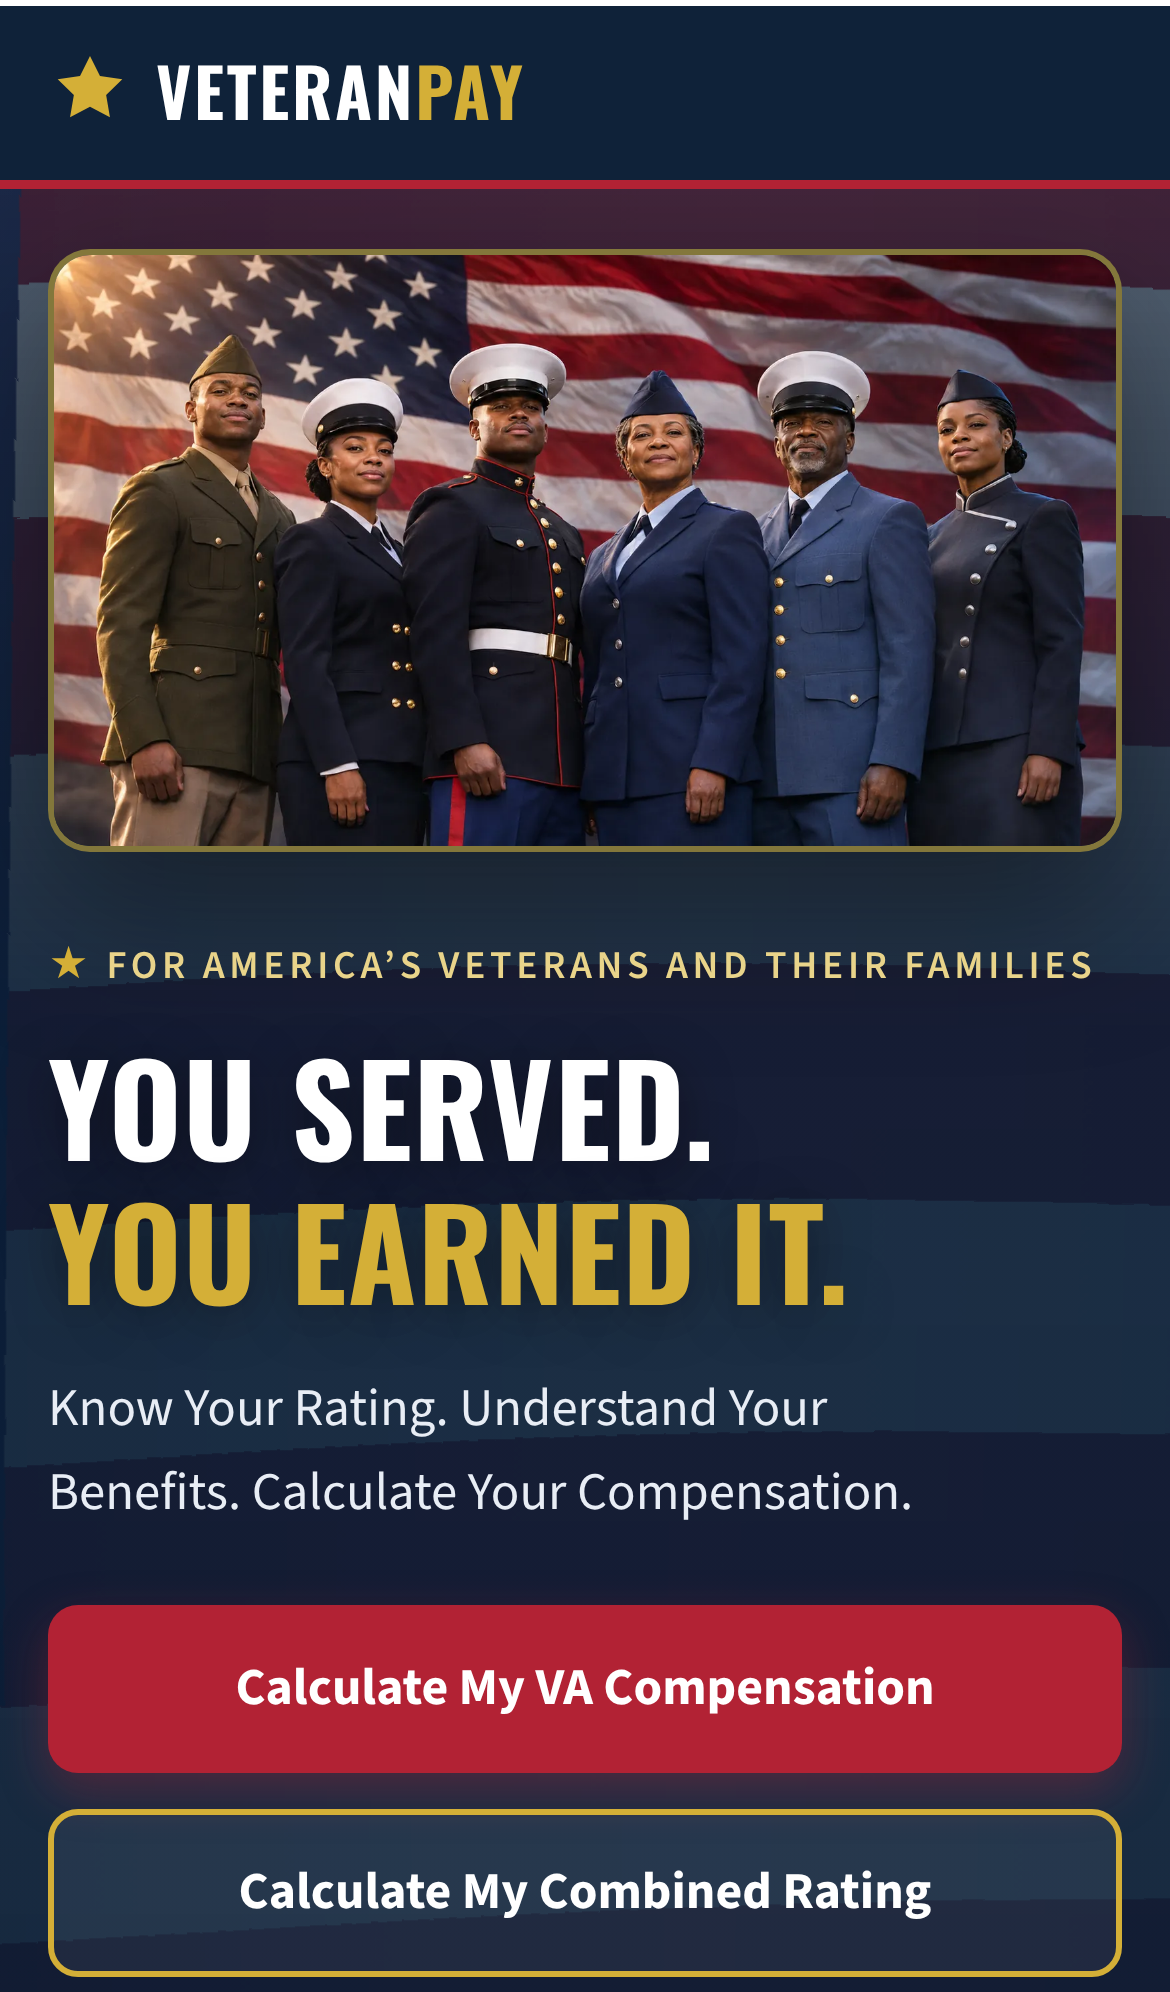 VETERANPAY
FOR AMERICA’S VETERANS AND THEIR FAMILIES
YOU SERVED.
YOU EARNED IT.
Know Your Rating. Understand Your
Benefits. Calculate Your Compensation.
Calculate My VA Compensation
Calculate My Combined Rating